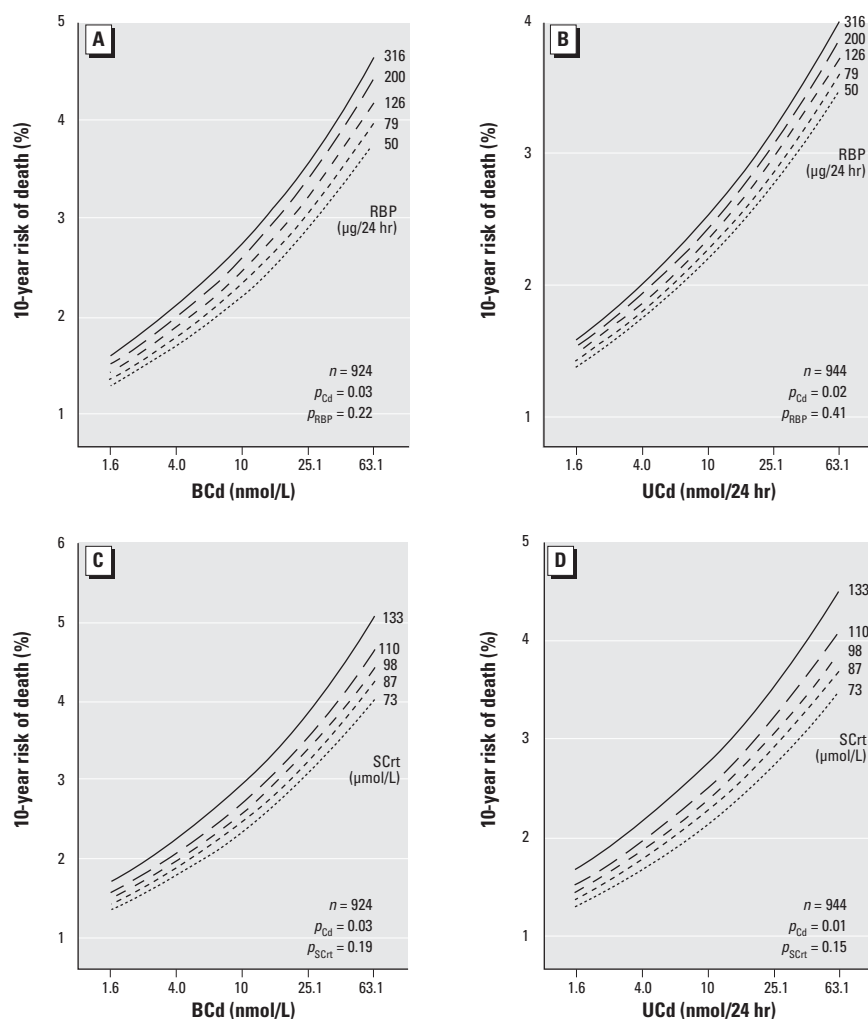 A
5
4
3
2
1
10-year risk of death (%)
316
200
126
79
50
RBP
(µg/24 hr)
n = 924
pCd = 0.03
pRBP = 0.22
1.6 4.0 10 25.1 63.1
BCd (nmol/L)
B
4
3
2
1
10-year risk of death (%)
316
200
126
79
50
RBP
(µg/24 hr)
n = 944
pCd = 0.02
pRBP = 0.41
1.6 4.0 10 25.1 63.1
UCd (nmol/24 hr)
C
6
5
4
3
2
1
10-year risk of death (%)
133
110
98
87
73
SCrt
(µmol/L)
n = 924
pCd = 0.03
pSCrt = 0.19
1.6 4.0 10 25.1 63.1
BCd (nmol/L)
D
5
4
3
2
1
10-year risk of death (%)
133
110
98
87
73
SCrt
(µmol/L)
n = 944
pCd = 0.01
pSCrt = 0.15
1.6 4.0 10 25.1 63.1
UCd (nmol/24 hr)